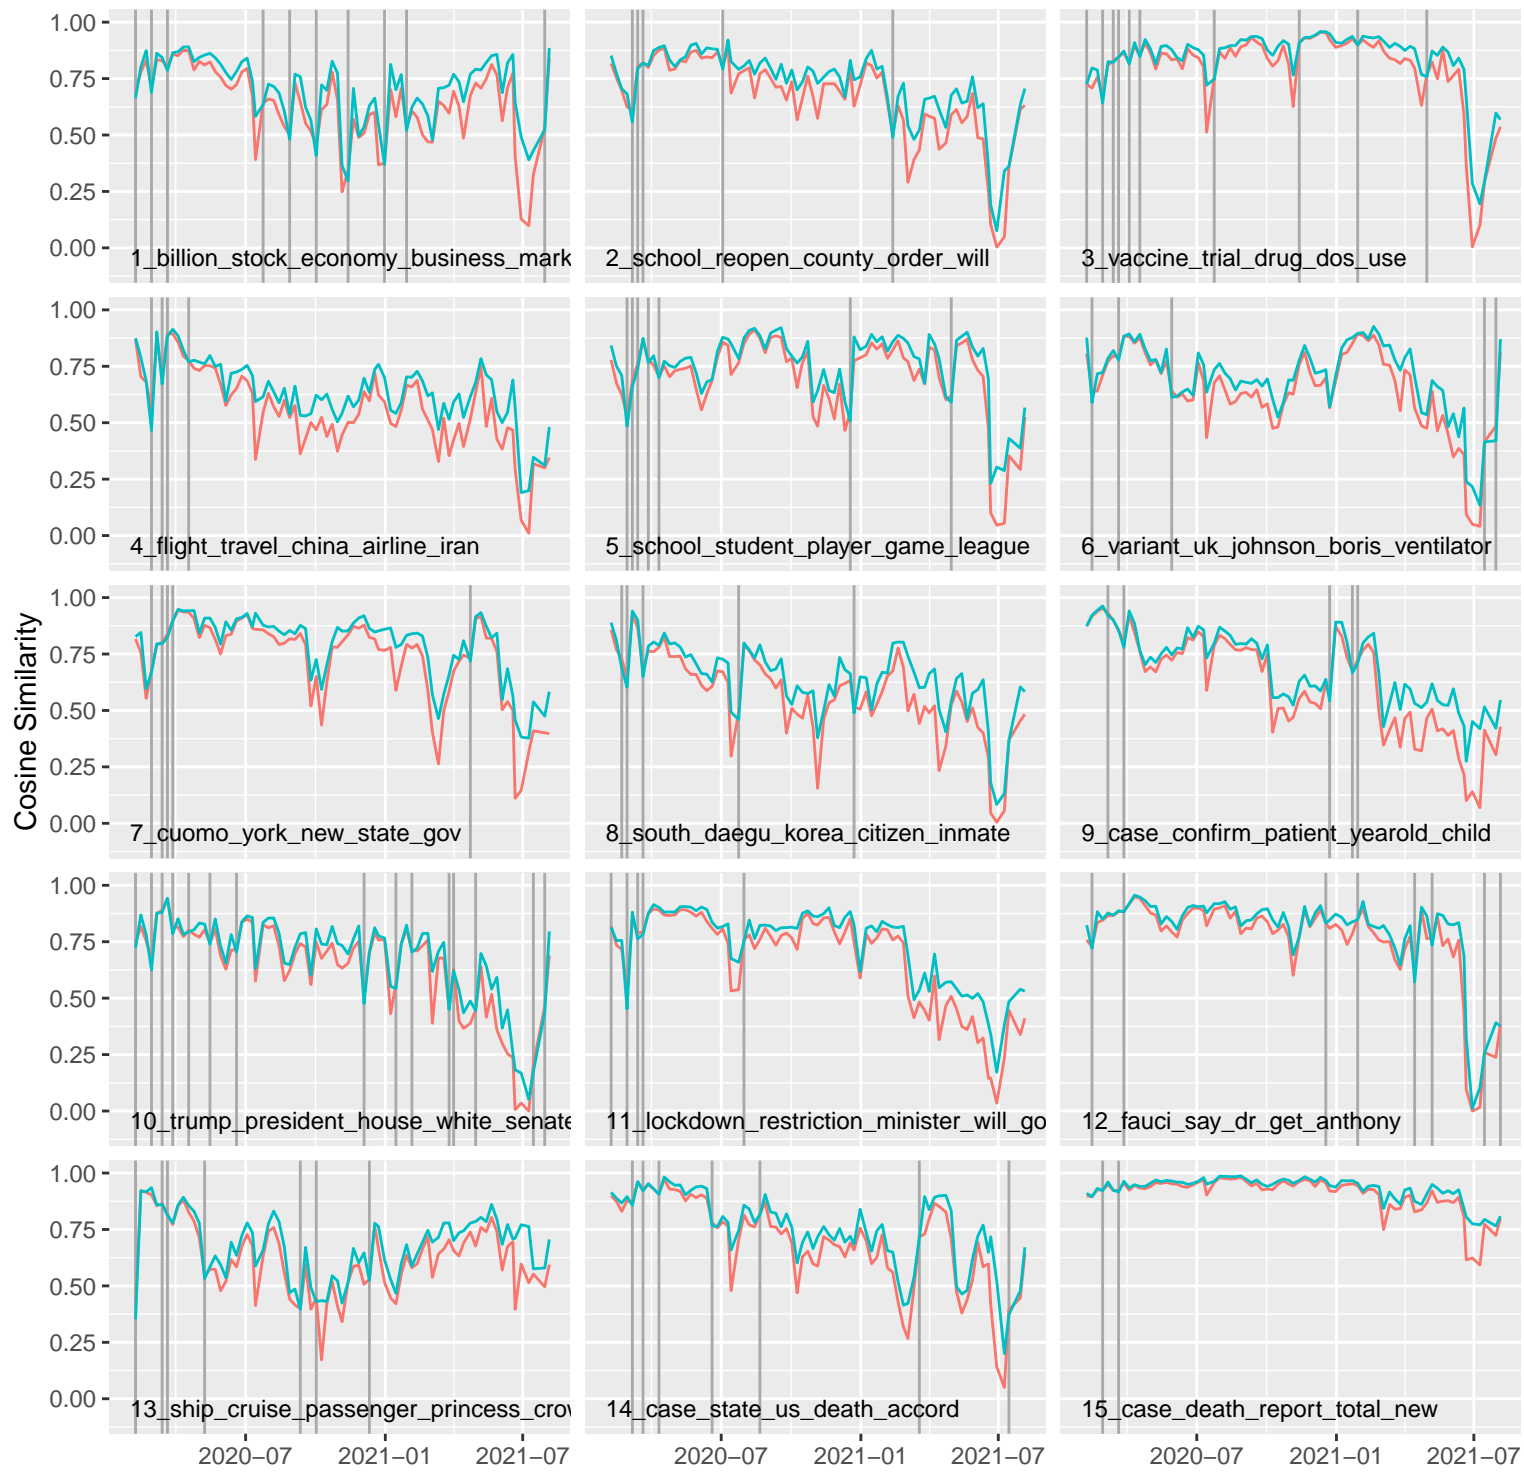 1.00
0.75
0.50
0.25
0.00
1_billion_stock_economy_business_mark
2_school_reopen_county_order_will
3_vaccine_trial_drug_dos_use
1.00
0.75
0.50
0.25
0.00
4_flight_travel_china_airline_iran
5_school_student_player_game_league
6_variant_uk_johnson_boris_ventilator
Cosine Similarity
1.00
0.75
0.50
0.25
0.00
7_cuomo_york_new_state_gov
8_south_daegu_korea_citizen_inmate
9_case_confirm_patient_yearold_child
1.00
0.75
0.50
0.25
0.00
10_trump_president_house_white_senate
11_lockdown_restriction_minister_will_go
12_fauci_say_dr_get_anthony
1.00
0.75
0.50
0.25
0.00
13_ship_cruise_passenger_princess_crow
14_case_state_us_death_accord
15_case_death_report_total_new
2020−07 2021−01 2021−07
2020−07 2021−01 2021−07
2020−07 2021−01 2021−07